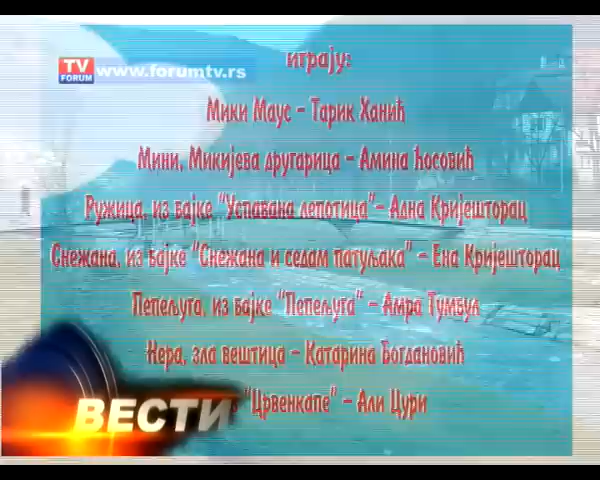 играју:
TV FORUM www.forumtv.rs
Мики Маус – Тарик Ханић
Мини, Микијева другарица – Амина Ћосовић
Ружица, из бајке "Успавана лепотица" – Адна Кријешторац
Снежана, из бајке "Снежана и седам патуљака" – Ена Кријешторац
Пепељуга, из бајке "Пепељуга" – Амра Тумбул
Нера, зла вештица – Катарина Богдановић
"Црвенкапе" – Али Цури
ВЕСТИ